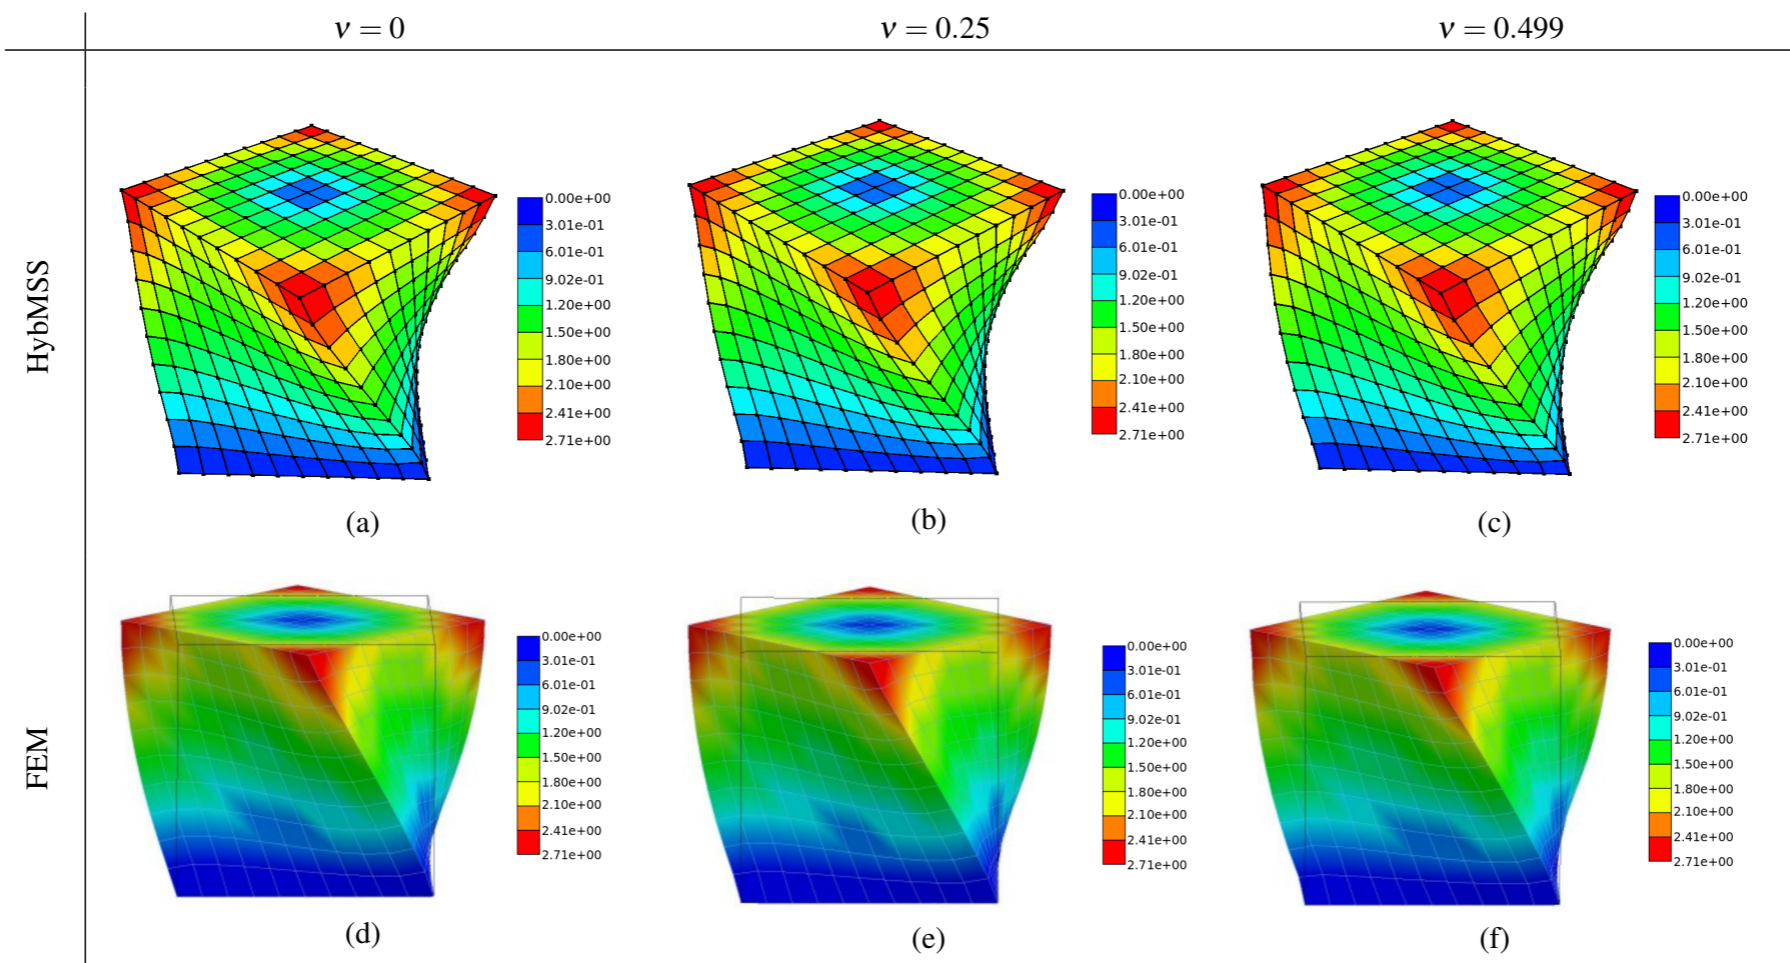 ν = 0
ν = 0.25
ν = 0.499
HybMSS
0.00e+00
3.01e-01
6.01e-01
9.02e-01
1.20e+00
1.50e+00
1.80e+00
2.10e+00
2.41e+00
2.71e+00
0.00e+00
3.01e-01
6.01e-01
9.02e-01
1.20e+00
1.50e+00
1.80e+00
2.10e+00
2.41e+00
2.71e+00
0.00e+00
3.01e-01
6.01e-01
9.02e-01
1.20e+00
1.50e+00
1.80e+00
2.10e+00
2.41e+00
2.71e+00
(a)
(b)
(c)
FEM
0.00e+00
3.01e-01
6.01e-01
9.02e-01
1.20e+00
1.50e+00
1.80e+00
2.10e+00
2.41e+00
2.71e+00
0.00e+00
3.01e-01
6.01e-01
9.02e-01
1.20e+00
1.50e+00
1.80e+00
2.10e+00
2.41e+00
2.71e+00
0.00e+00
3.01e-01
6.01e-01
9.02e-01
1.20e+00
1.50e+00
1.80e+00
2.10e+00
2.41e+00
2.71e+00
(d)
(e)
(f)